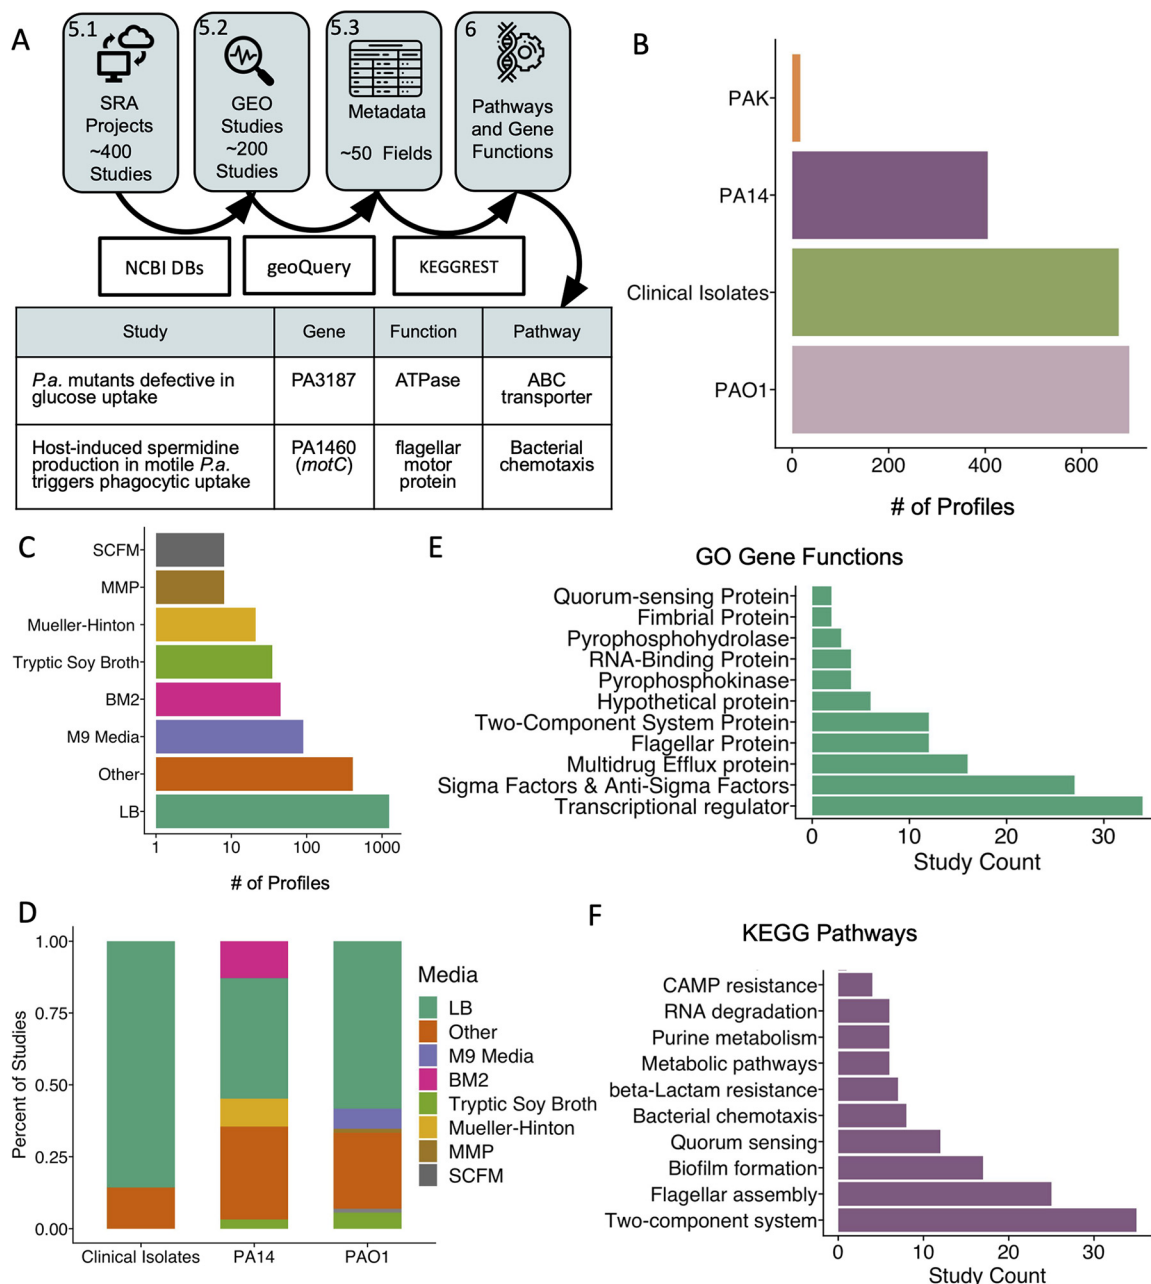 A
5.1
SRA
Projects
~400
Studies
5.2
GEO
Studies
~200
Studies
5.3
Metadata
~50 Fields
6
Pathways
and Gene
Functions
NCBI DBs
geoQuery
KEGGREST
Study Gene Function Pathway
P.a. mutants defective in
glucose uptake
PA3187
ATPase
ABC
transporter
Host-induced spermidine
production in motile P.a.
triggers phagocytic uptake
PA1460
(motC)
flagellar
motor
protein
Bacterial
chemotaxis
B
PAK
PA14
Clinical Isolates
PAO1
0 200 400 600
# of Profiles
C
SCFM
MMP
Mueller-Hinton
Tryptic Soy Broth
BM2
M9 Media
Other
LB
1 10 100 1000
# of Profiles
E
GO Gene Functions
Quorum-sensing Protein
Fimbrial Protein
Pyrophosphohydrolase
RNA-Binding Protein
Pyrophosphokinase
Hypothetical protein
Two-Component System Protein
Flagellar Protein
Multidrug Efflux protein
Sigma Factors & Anti-Sigma Factors
Transcriptional regulator
0 10 20 30
Study Count
D
Percent of Studies
1.00
0.75
0.50
0.25
0.00
Clinical Isolates PA14 PAO1
Media
LB
Other
M9 Media
BM2
Tryptic Soy Broth
Mueller-Hinton
MMP
SCFM
F
KEGG Pathways
CAMP resistance
RNA degradation
Purine metabolism
Metabolic pathways
beta-Lactam resistance
Bacterial chemotaxis
Quorum sensing
Biofilm formation
Flagellar assembly
Two-component system
0 10 20 30
Study Count